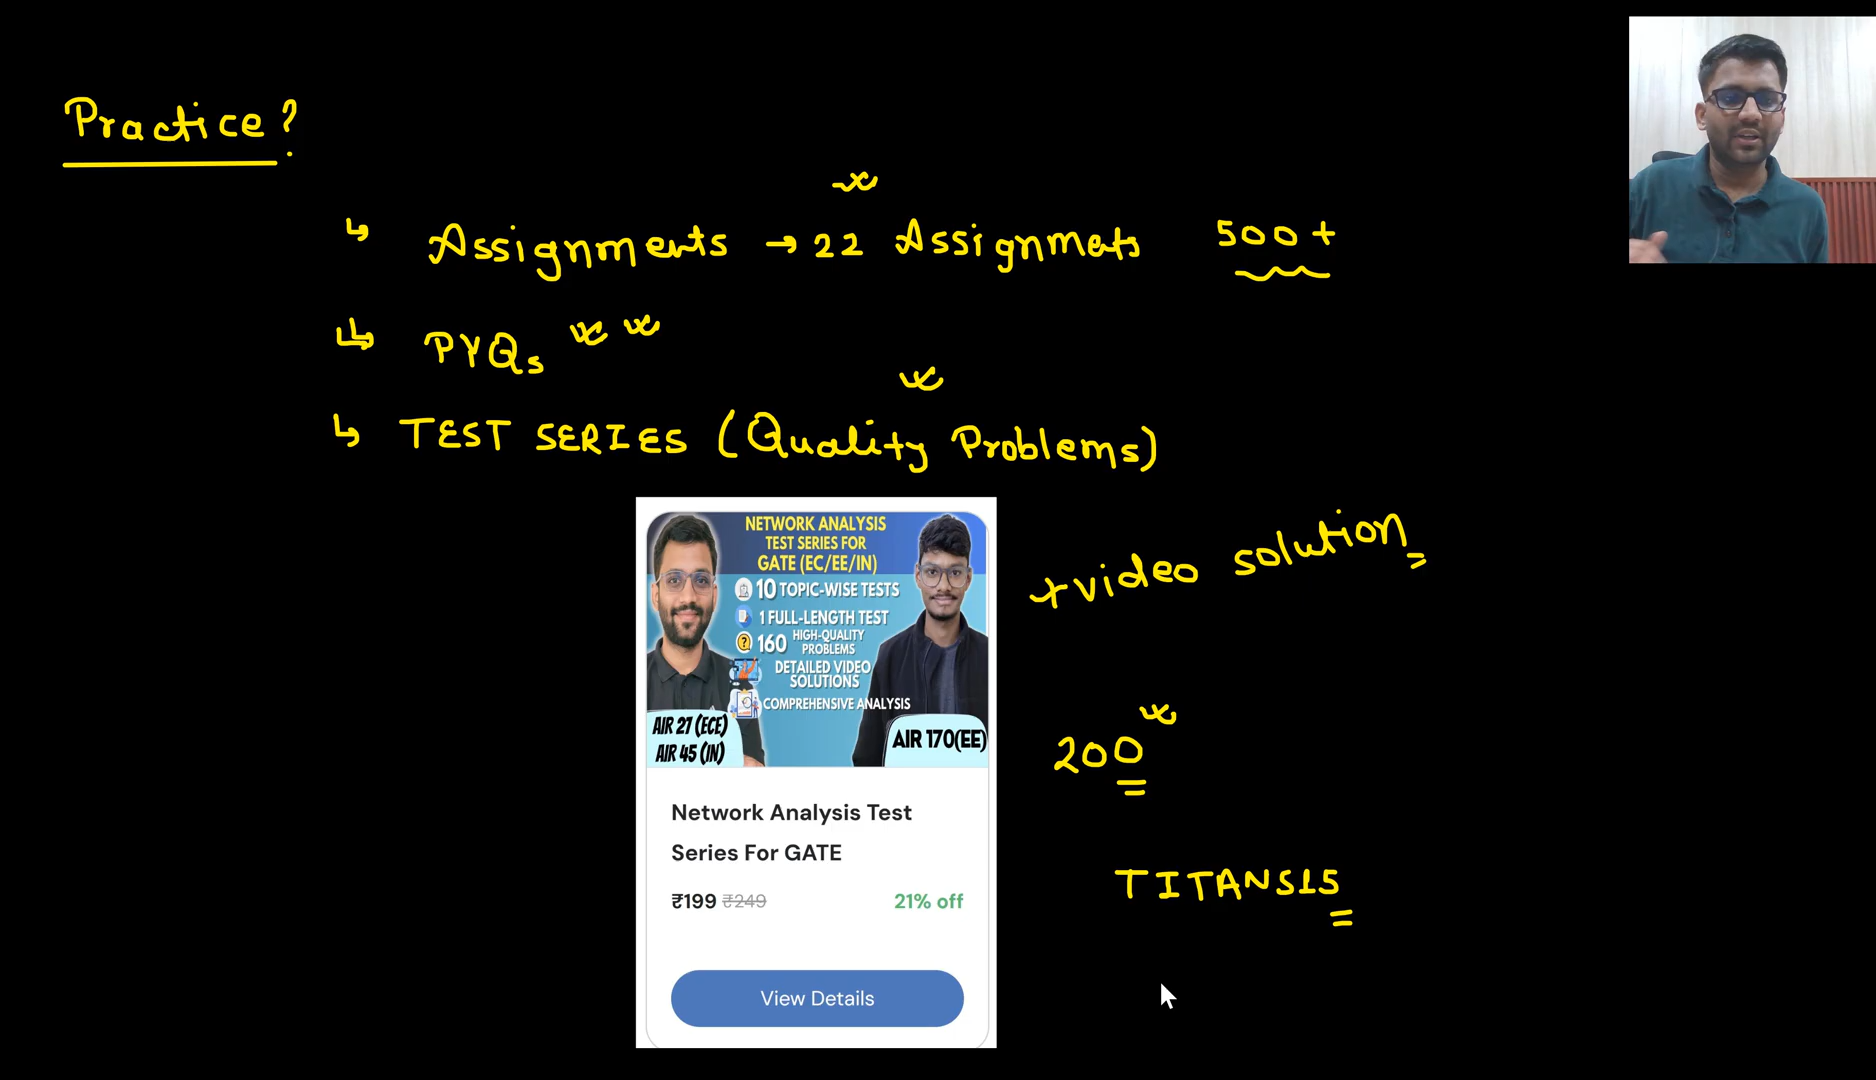 Practice?
↳ Assignments → 22 Assignmets 500+
↳ PYQs
↳ TEST SERIES (Quality Problems)
NETWORK ANALYSIS
TEST SERIES FOR
GATE (EC/EE/IN)
10 TOPIC-WISE TESTS
1 FULL-LENGTH TEST
160 HIGH-QUALITY
PROBLEMS
DETAILED VIDEO
SOLUTIONS
COMPREHENSIVE ANALYSIS
AIR 27 (ECE)
AIR 45 (IN)
AIR 170(EE)
+ video solution
200
Network Analysis Test
Series For GATE
₹199 ₹249 21% off
TITANS15
View Details